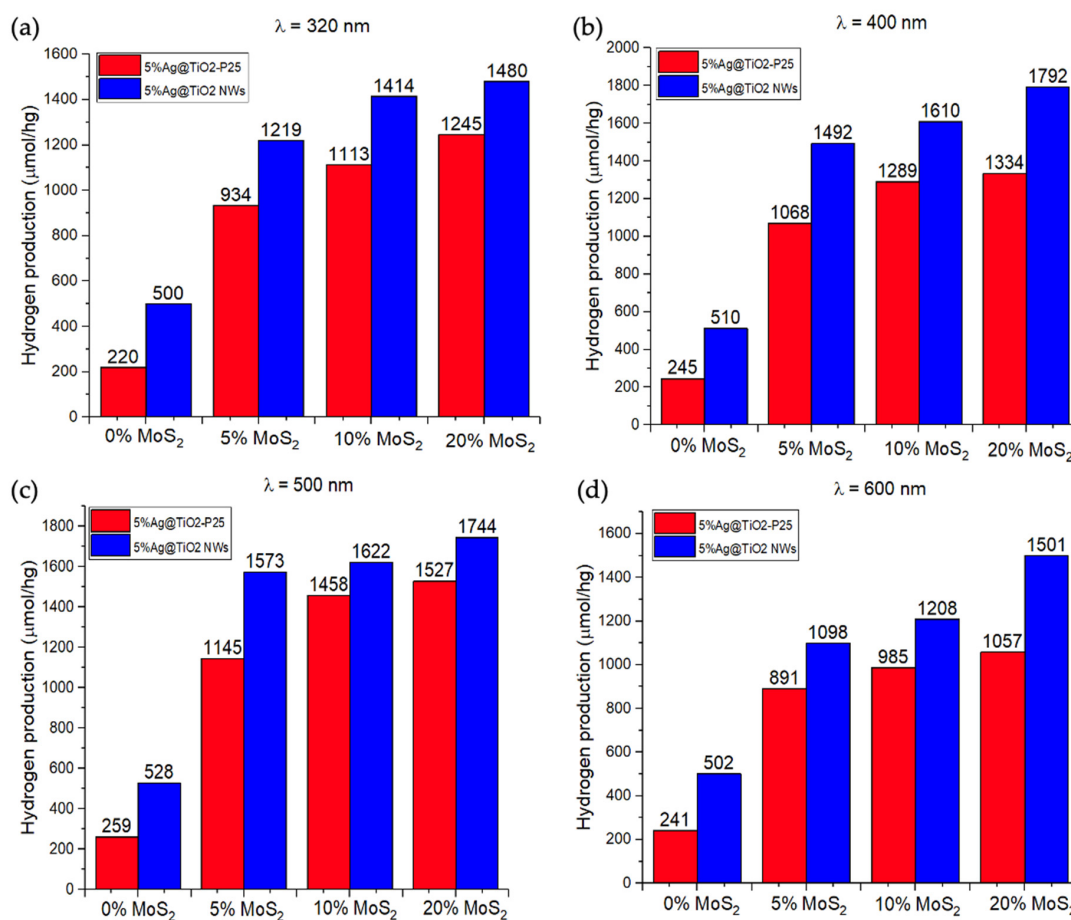 (a)
λ = 320 nm
Hydrogen production (μmol/hg)
5%Ag@TiO2-P25
5%Ag@TiO2 NWs
1600
1400
1200
1000
800
600
400
200
0
220
500
934
1219
1113
1414
1245
1480
0% MoS₂
5% MoS₂
10% MoS₂
20% MoS₂
(b)
λ = 400 nm
Hydrogen production (μmol/hg)
5%Ag@TiO2-P25
5%Ag@TiO2 NWs
2000
1800
1600
1400
1200
1000
800
600
400
200
0
245
510
1068
1492
1289
1610
1334
1792
0% MoS₂
5% MoS₂
10% MoS₂
20% MoS₂
(c)
λ = 500 nm
Hydrogen production (μmol/hg)
5%Ag@TiO2-P25
5%Ag@TiO2 NWs
1800
1600
1400
1200
1000
800
600
400
200
0
259
528
1145
1573
1458
1622
1527
1744
0% MoS₂
5% MoS₂
10% MoS₂
20% MoS₂
(d)
λ = 600 nm
Hydrogen production (μmol/hg)
5%Ag@TiO2-P25
5%Ag@TiO2 NWs
1600
1400
1200
1000
800
600
400
200
0
241
502
891
1098
985
1208
1057
1501
0% MoS₂
5% MoS₂
10% MoS₂
20% MoS₂